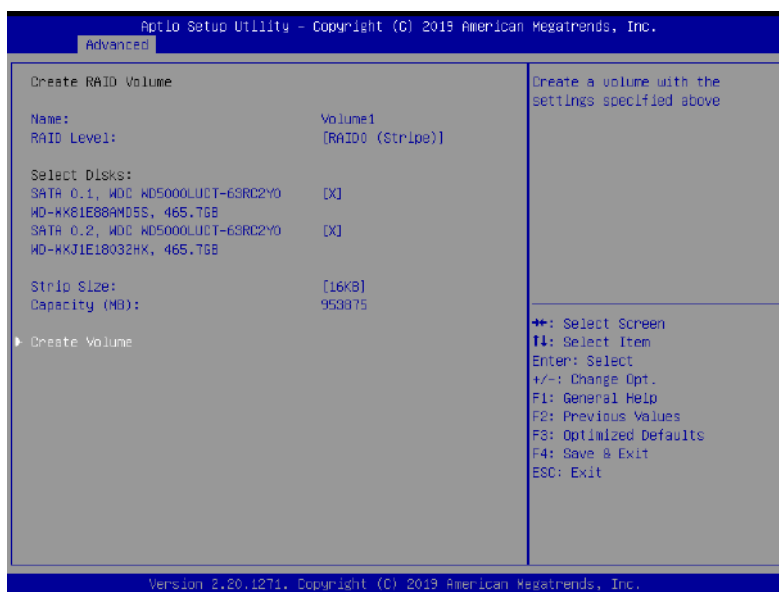 Aptio Setup Utility – Copyright (C) 2019 American Megatrends, Inc.
Advanced
Create RAID Volume
Name: Volume1
RAID Level: [RAID0 (Stripe)]
Select Disks:
SATA 0.1, WDC WD5000LUCT-63RC2Y0 [X]
WD-WX81E88AMD5S, 465.7GB
SATA 0.2, WDC WD5000LUCT-63RC2Y0 [X]
WD-WXJ1E18032HX, 465.7GB
Strip Size: [16KB]
Capacity (MB): 953875
Create Volume
Create a volume with the
settings specified above
→←: Select Screen
↑↓: Select Item
Enter: Select
+/-: Change Opt.
F1: General Help
F2: Previous Values
F3: Optimized Defaults
F4: Save & Exit
ESC: Exit
Version 2.20.1271. Copyright (C) 2019 American Megatrends, Inc.